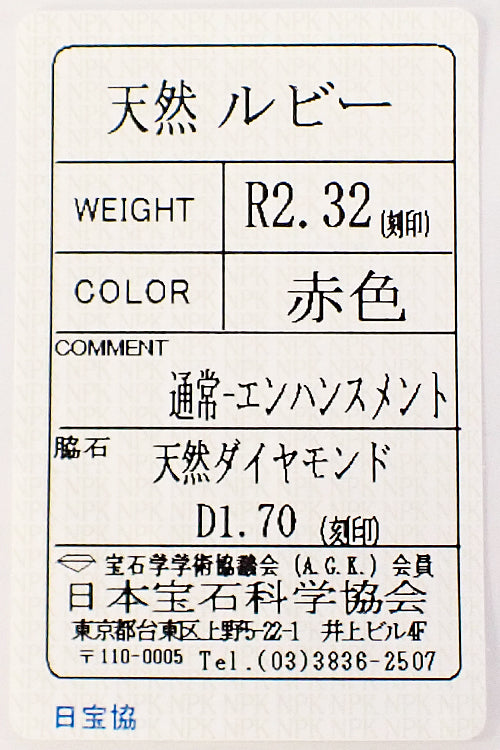 天然 ルビー
WEIGHT R2.32(刻印)
COLOR 赤色
COMMENT
通常-エンハンスメント
脇石 天然ダイヤモンド
D1.70 (刻印)
宝石学学術協議会 (A.G.K.) 会員
日本宝石科学協会
東京都台東区上野5-22-1 井上ビル4F
〒110-0005 Tel.(03)3836-2507
日宝協